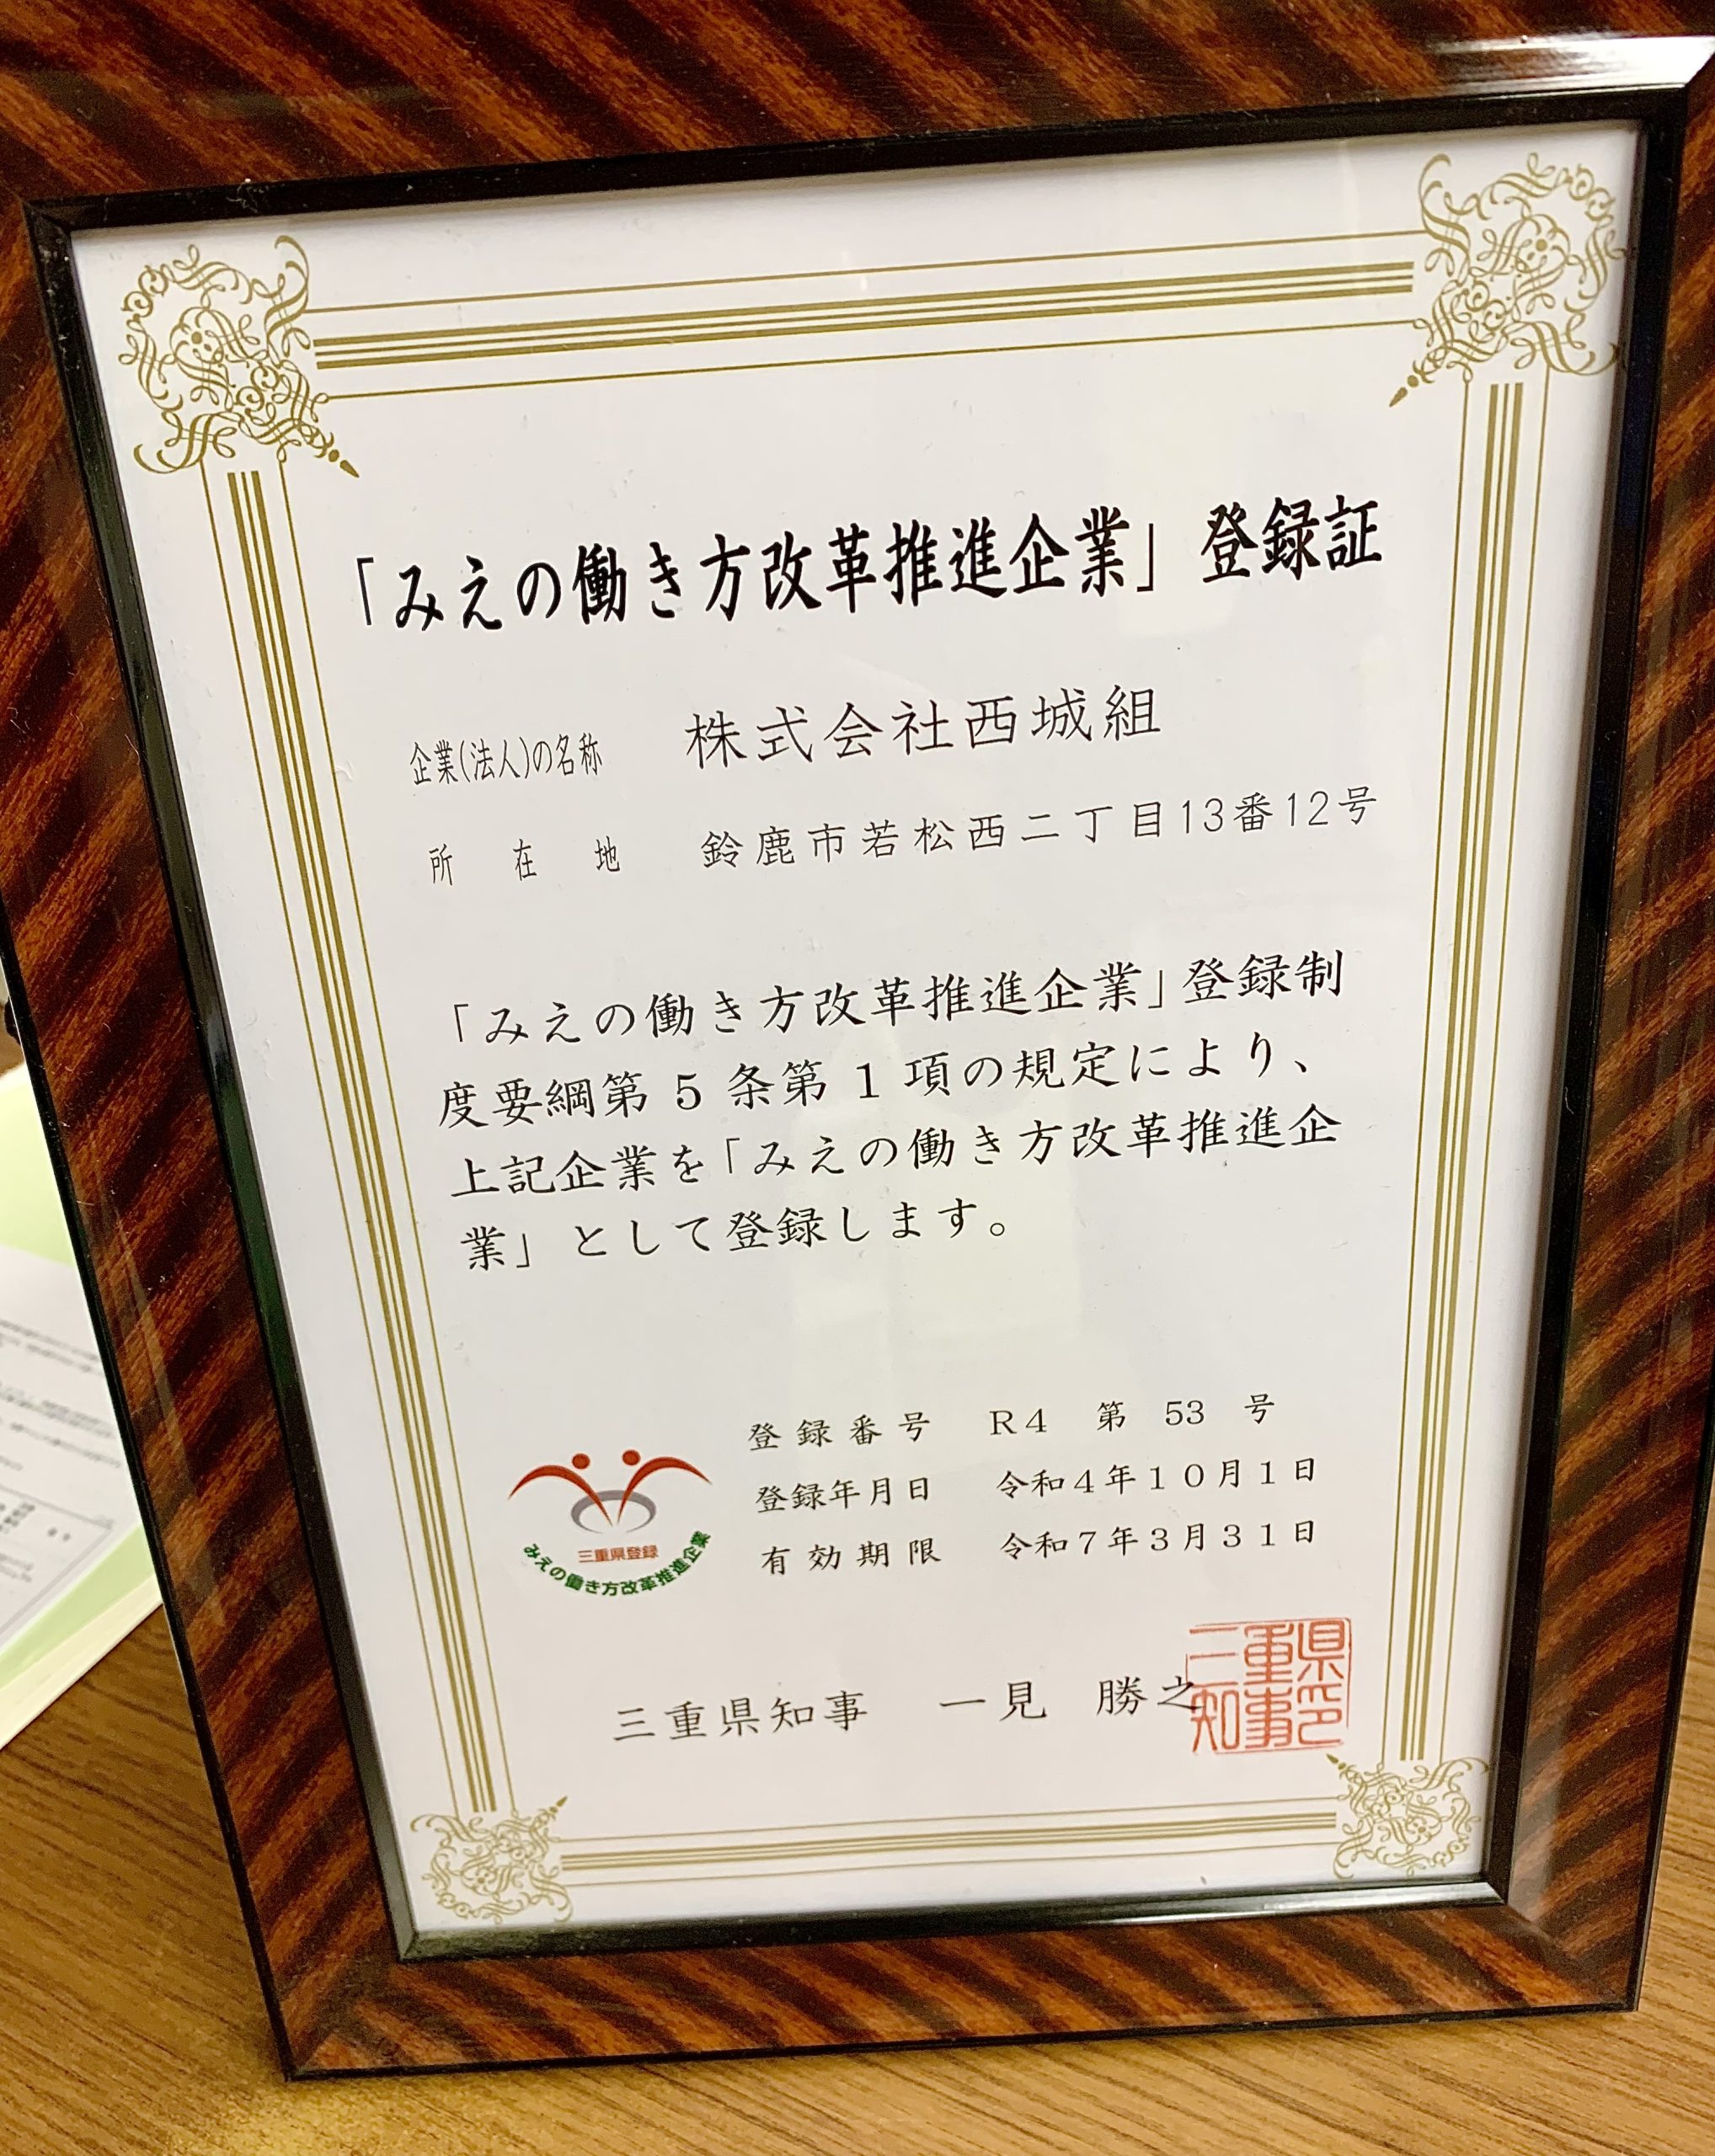 「みえの働き方改革推進企業」登録証
企業(法人)の名称 株式会社西城組
所在地 鈴鹿市若松西二丁目13番12号
「みえの働き方改革推進企業」登録制
度要綱第5条第1項の規定により、
上記企業を「みえの働き方改革推進企
業」として登録します。
登録番号 R4 第 53 号
登録年月日 令和4年10月1日
有効期限 令和7年3月31日
三重県登録
みえの働き方改革推進企業
三重県知事 一見 勝之
三重県
知事印